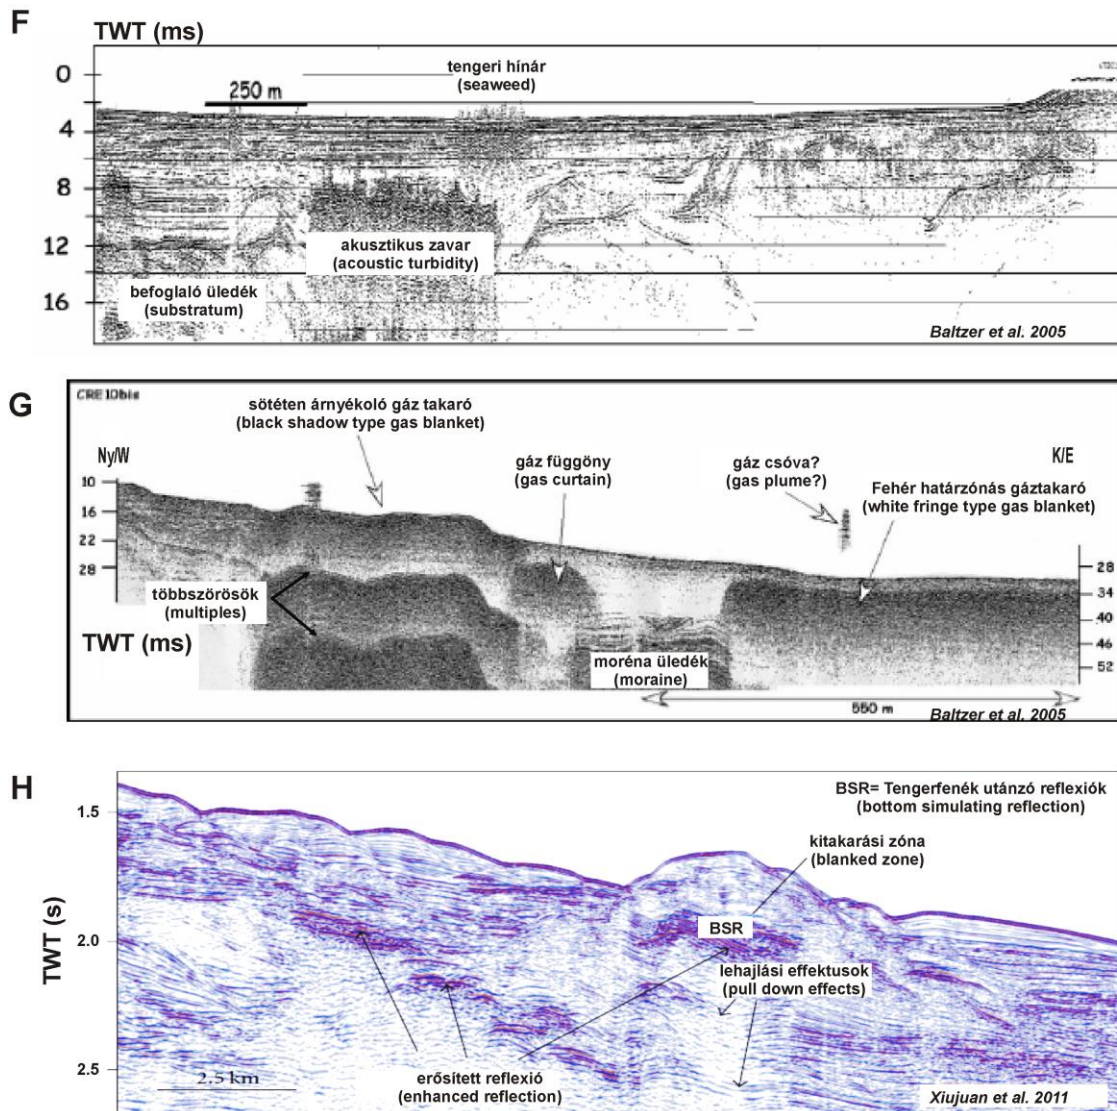 F
TWT (ms)
0
4
8
12
16
250 m
tengeri hínár
(seaweed)
akusztikus zavar
(acoustic turbidity)
befoglaló üledék
(substratum)
Baltzer et al. 2005
G
CRE10bis
sötéten árnyékoló gáz takaró
(black shadow type gas blanket)
Ny/W
gáz függöny
(gas curtain)
gáz csóva?
(gas plume?)
K/E
Fehér határzónás gáztakaró
(white fringe type gas blanket)
10
16
22
28
28
34
40
46
52
többszörösök
(multiples)
TWT (ms)
moréna üledék
(moraine)
550 m
Baltzer et al. 2005
H
BSR= Tengerfenék utánzó reflexiók
(bottom simulating reflection)
1.5
2.0
2.5
TWT (s)
kitakarási zóna
(blanked zone)
BSR
lehajlási effektusok
(pull down effects)
erősített reflexió
(enhanced reflection)
2.5 km
Xiujuan et al. 2011